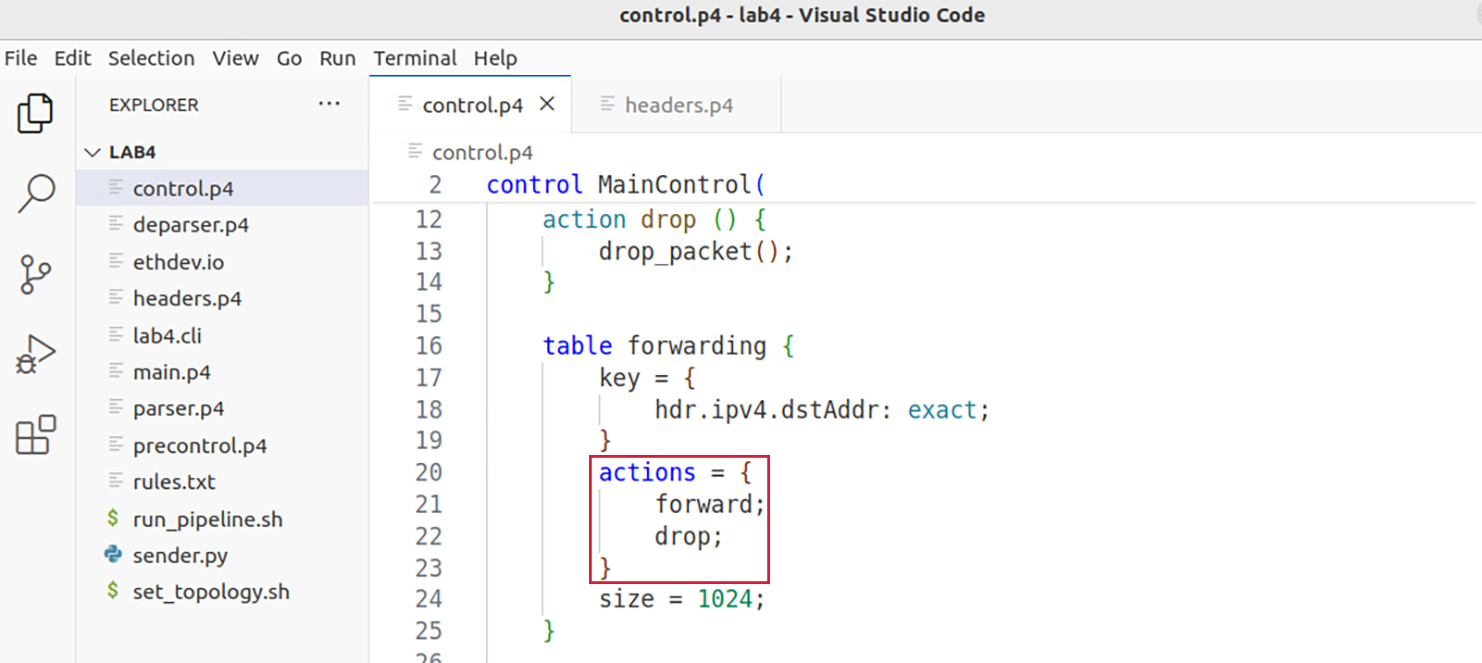 control.p4 - lab4 - Visual Studio Code
File Edit Selection View Go Run Terminal Help
EXPLORER ...
LAB4
control.p4
deparser.p4
ethdev.io
headers.p4
lab4.cli
main.p4
parser.p4
precontrol.p4
rules.txt
$ run_pipeline.sh
sender.py
$ set_topology.sh
control.p4 headers.p4
control.p4
2 control MainControl(
12 action drop () {
13 drop_packet();
14 }
15
16 table forwarding {
17 key = {
18 hdr.ipv4.dstAddr: exact;
19 }
20 actions = {
21 forward;
22 drop;
23 }
24 size = 1024;
25 }
26